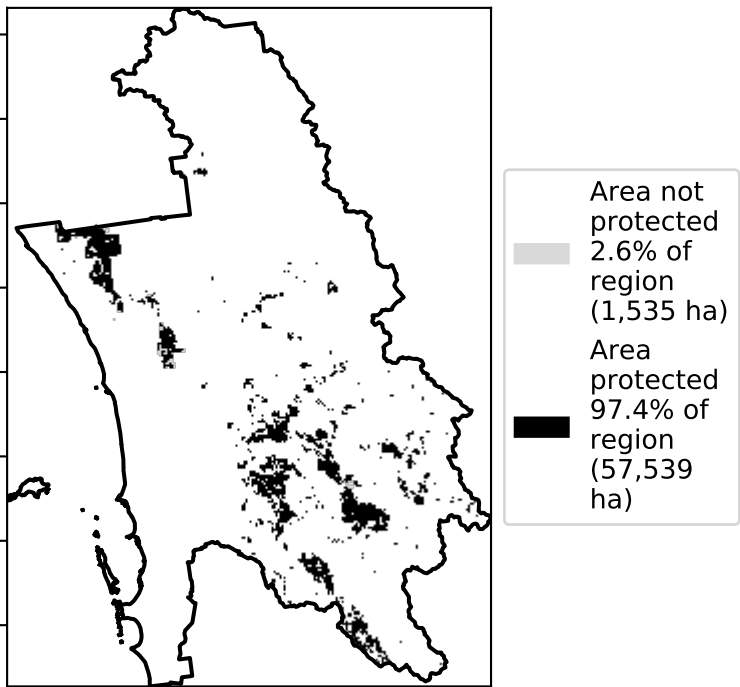 Area not
protected
2.6% of
region
(1,535 ha)
Area
protected
97.4% of
region
(57,539
ha)